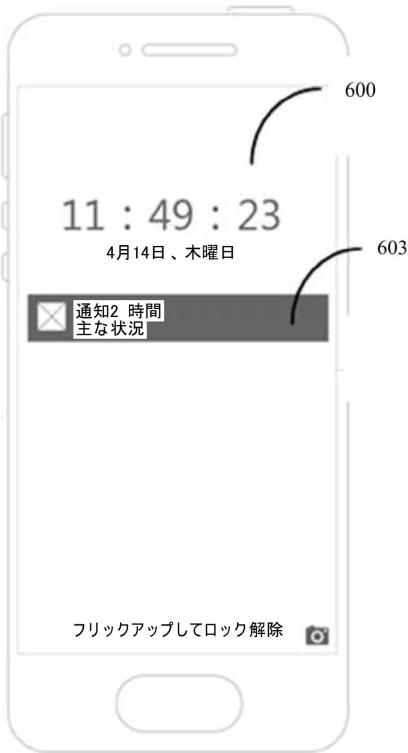 600
11 : 49 : 23
4月14日、木曜日
603
通知2 時間
主な状況
フリックアップしてロック解除